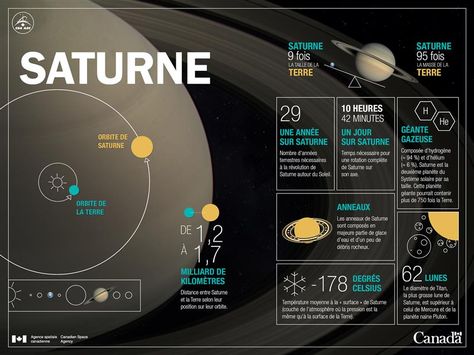 SATURNE
ORBITE DE
SATURNE
ORBITE DE
LA TERRE
DE 1,2
À 1,7
MILLIARD DE
KILOMÈTRES
Distance entre Saturne
et la Terre selon leur
position sur leur orbite.
SATURNE
9 fois
LA TAILLE DE LA
TERRE
SATURNE
95 fois
LA MASSE DE LA
TERRE
29
UNE ANNÉE
SUR SATURNE
Nombre d'années
terrestres nécessaires
à la révolution de
Saturne autour du Soleil.
10 HEURES
42 MINUTES
UN JOUR
SUR SATURNE
Temps nécessaire pour
une rotation complète
de Saturne sur
son axe.
H
He
GÉANTE
GAZEUSE
Composée d'hydrogène
(~ 94 %) et d'hélium
(~ 6 %), Saturne est la
deuxième planète du
Système solaire par sa
taille. Cette planète
géante pourrait contenir
plus de 750 fois la Terre.
ANNEAUX
Les anneaux de Saturne
sont composés en
majeure partie de glace
d'eau et d'un peu de
débris rocheux.
-178 DEGRÉS
CELSIUS
Température moyenne à la « surface » de Saturne
(couche de l'atmosphère où la pression est la
même qu'à la surface de la Terre).
62 LUNES
Le diamètre de Titan,
la plus grosse lune de
Saturne, est supérieur à
celui de Mercure et de la
planète naine Pluton.
Agence spatiale
canadienne
Canadian Space
Agency
Canada